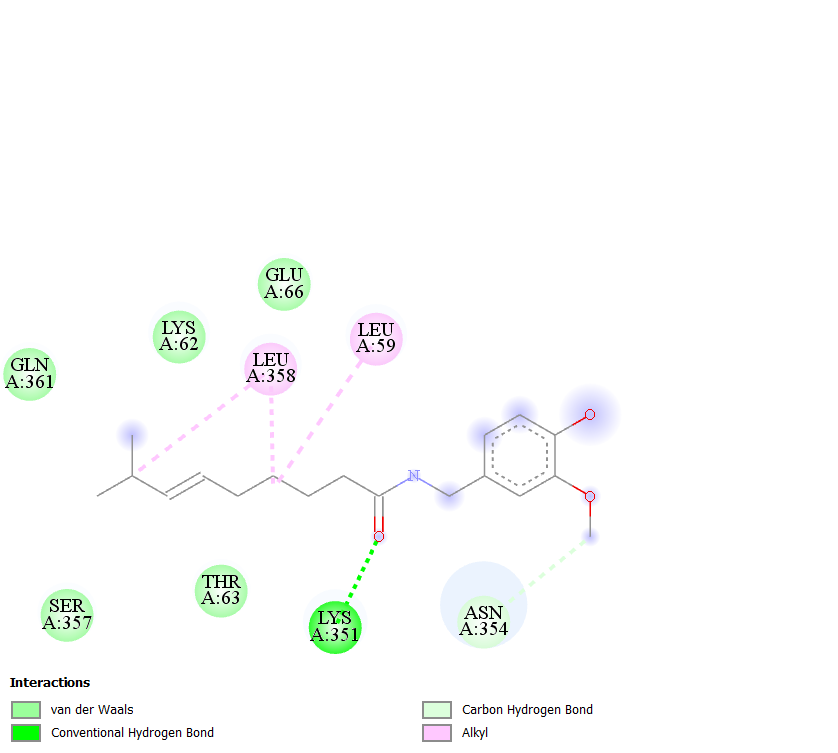 GLU
A:66
LYS
A:62
LEU
A:59
LEU
A:358
GLN
A:361
O
N
O
O
THR
A:63
SER
A:357
LYS
A:351
ASN
A:354
Interactions
van der Waals
Conventional Hydrogen Bond
Carbon Hydrogen Bond
Alkyl